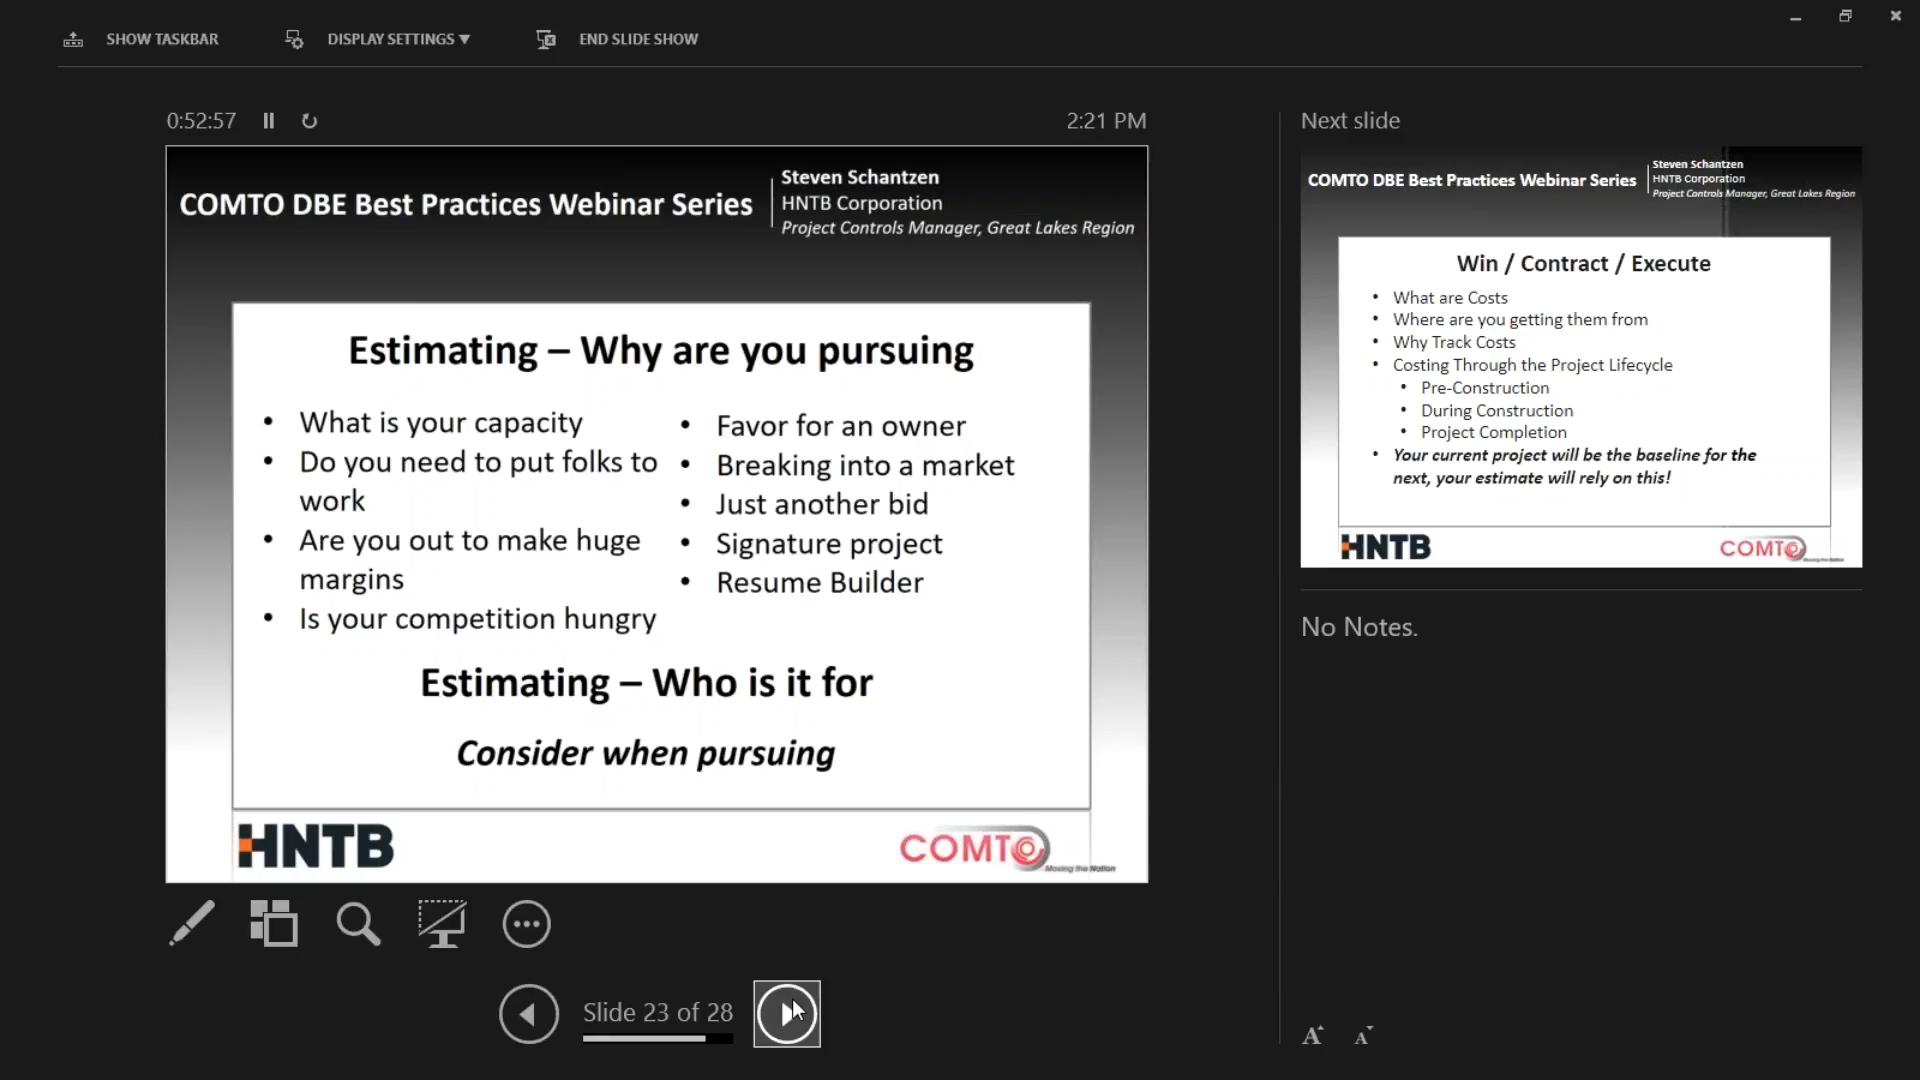 SHOW TASKBAR
DISPLAY SETTINGS ▼
END SLIDE SHOW
0:52:57
2:21 PM
COMTO DBE Best Practices Webinar Series
Steven Schantzen
HNTB Corporation
Project Controls Manager, Great Lakes Region
Estimating – Why are you pursuing
• What is your capacity
• Do you need to put folks to
work
• Are you out to make huge
margins
• Is your competition hungry
• Favor for an owner
• Breaking into a market
• Just another bid
• Signature project
• Resume Builder
Estimating – Who is it for
Consider when pursuing
HNTB
COMTO
Moving the Nation
Slide 23 of 28
Next slide
COMTO DBE Best Practices Webinar Series
Steven Schantzen
HNTB Corporation
Project Controls Manager, Great Lakes Region
Win / Contract / Execute
• What are Costs
• Where are you getting them from
• Why Track Costs
• Costing Through the Project Lifecycle
• Pre-Construction
• During Construction
• Project Completion
• Your current project will be the baseline for the
next, your estimate will rely on this!
HNTB
COMTO
Moving the Nation
No Notes.
A A